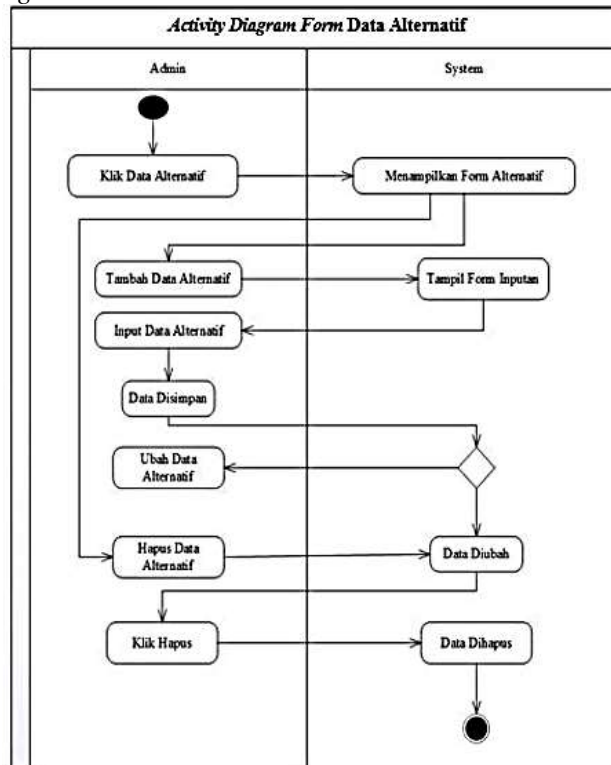 Activity Diagram Form Data Alternatif
Admin
System
Klik Data Alternatif
Menampilkan Form Alternatif
Tambah Data Alternatif
Tampil Form Inputan
Input Data Alternatif
Data Disimpan
Ubah Data
Alternatif
Hapus Data
Alternatif
Data Diubah
Klik Hapus
Data Dihapus